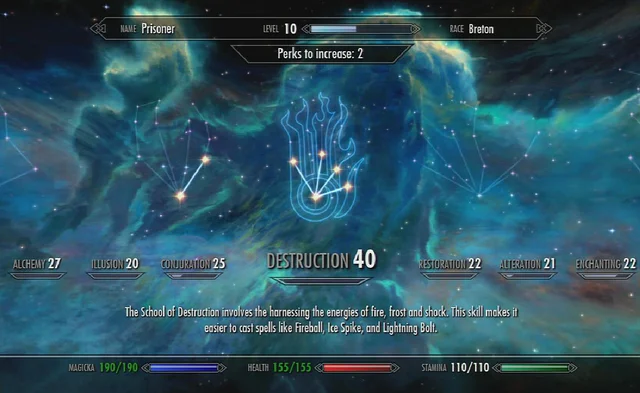 NAME Prisoner LEVEL 10 RACE Breton
Perks to increase: 2
ALCHEMY 27 ILLUSION 20 CONJURATION 25 DESTRUCTION 40 RESTORATION 22 ALTERATION 21 ENCHANTING 22
The School of Destruction involves the harnessing the energies of fire, frost and shock. This skill makes it
easier to cast spells like Fireball, Ice Spike, and Lightning Bolt.
MAGICKA 190/190 HEALTH 155/155 STAMINA 110/110